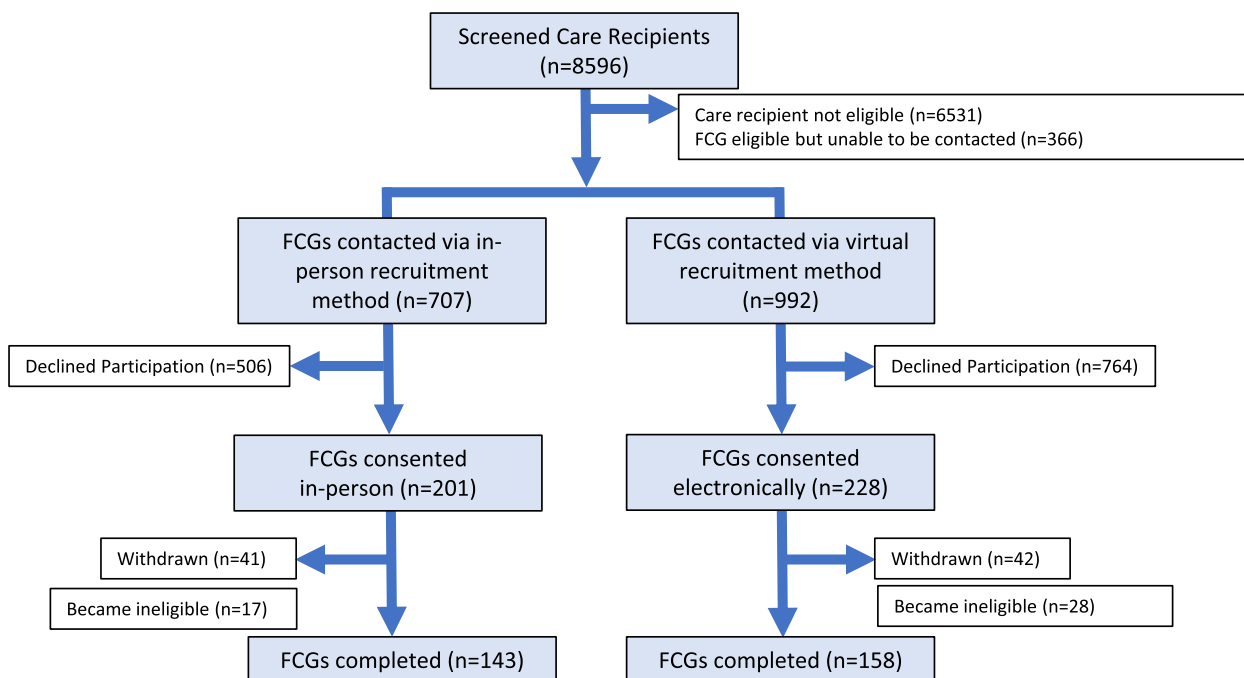 Screened Care Recipients
(n=8596)
Care recipient not eligible (n=6531)
FCG eligible but unable to be contacted (n=366)
FCGs contacted via in-
person recruitment
method (n=707)
FCGs contacted via virtual
recruitment method
(n=992)
Declined Participation (n=506)
Declined Participation (n=764)
FCGs consented
in-person (n=201)
FCGs consented
electronically (n=228)
Withdrawn (n=41)
Withdrawn (n=42)
Became ineligible (n=17)
Became ineligible (n=28)
FCGs completed (n=143)
FCGs completed (n=158)